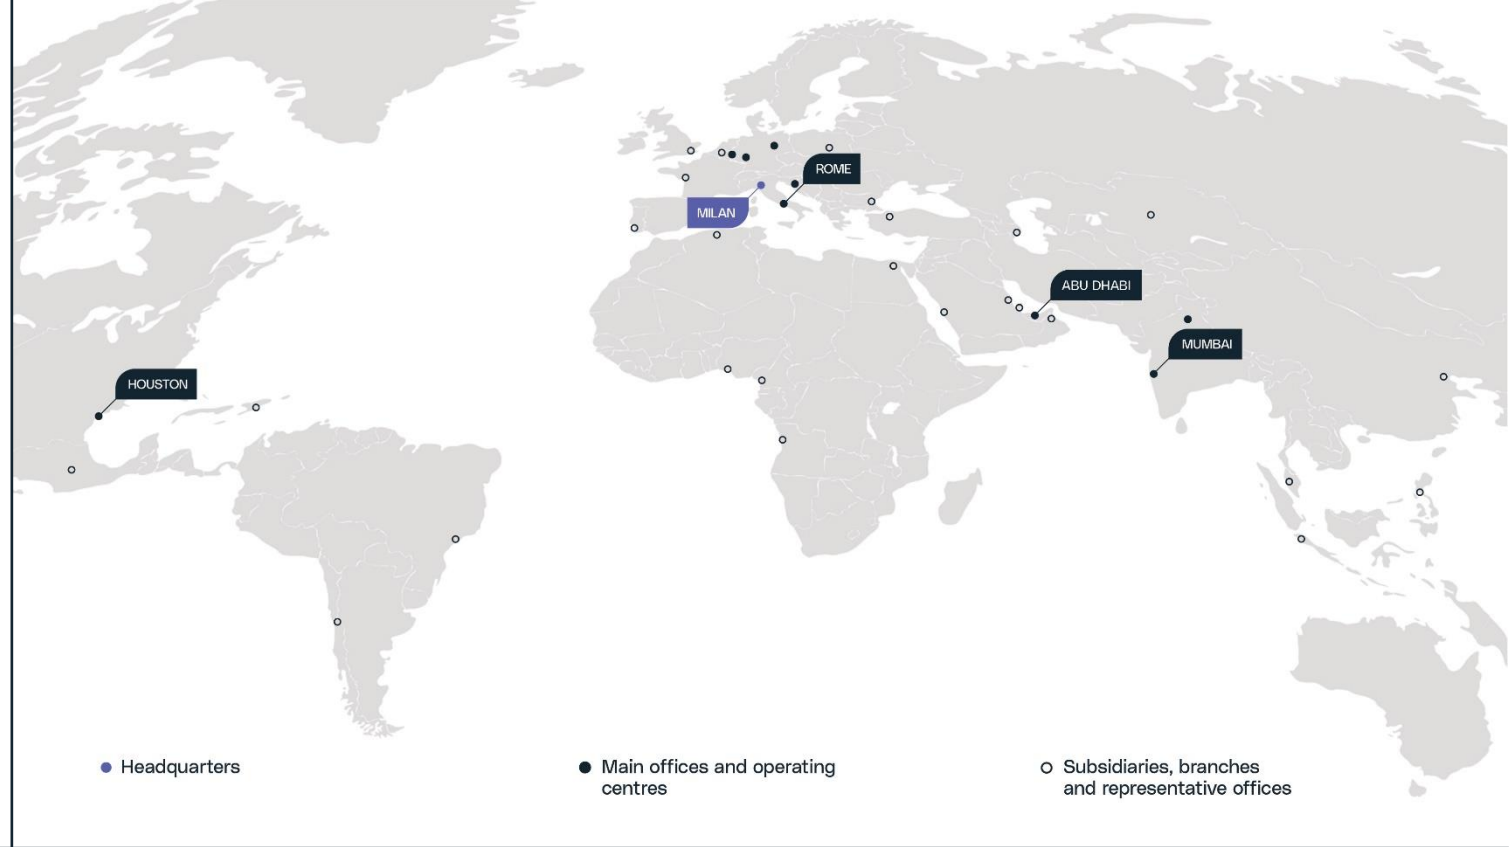 ROME
MILAN
ABU DHABI
MUMBAI
HOUSTON
Headquarters
Main offices and operating
centres
Subsidiaries, branches
and representative offices